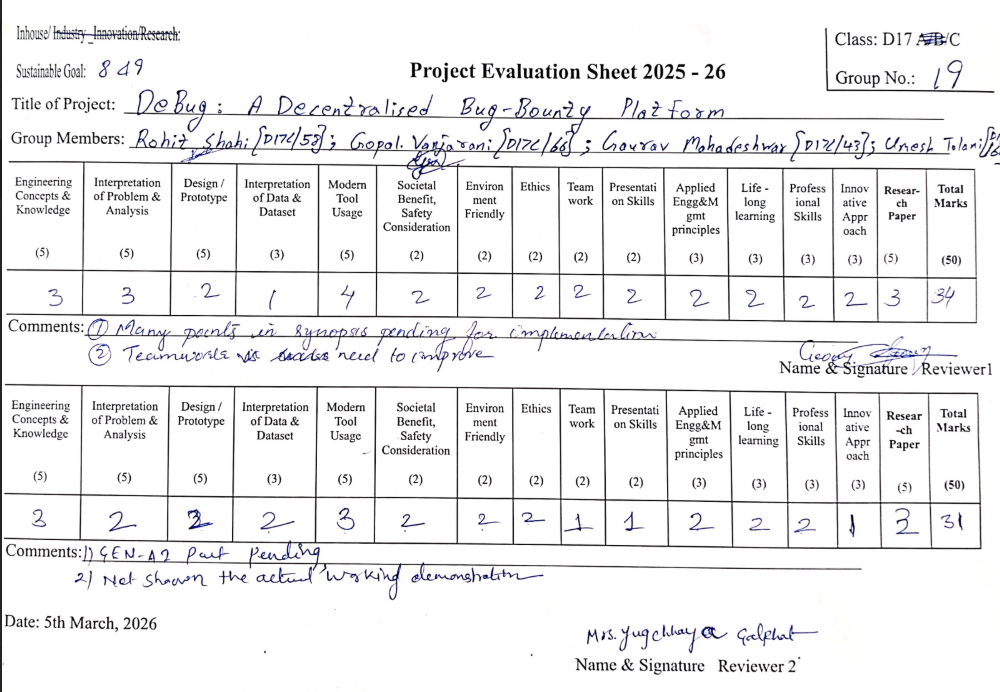 Inhouse/ Industry_Innovation/Research:
Class: D17 A/B/C
Sustainable Goal: 8 & 9
Project Evaluation Sheet 2025 - 26
Group No.: 19
Title of Project: DeBug: A Decentralised Bug-Bounty Platform
Group Members: Rohit Shahi [D17C/58]; Gopal Vanjarani [D17C/66]; Gaurav Mahadeshwar [D17C/43]; Umesh Tolani
Engineering Concepts & Knowledge (5) | Interpretation of Problem & Analysis (5) | Design / Prototype (5) | Interpretation of Data & Dataset (3) | Modern Tool Usage (5) | Societal Benefit, Safety Consideration (2) | Environ ment Friendly (2) | Ethics (2) | Team work (2) | Presentati on Skills (2) | Applied Engg&M gmt principles (3) | Life - long learning (3) | Profess ional Skills (3) | Innov ative Appr oach (3) | Resear- ch Paper (5) | Total Marks (50)
3 | 3 | 2 | 1 | 4 | 2 | 2 | 2 | 2 | 2 | 2 | 2 | 2 | 2 | 3 | 34
Comments: ① Many points in synopsis pending for implementation
② Teamwork need to improve
Name & Signature Reviewer1
Engineering Concepts & Knowledge (5) | Interpretation of Problem & Analysis (5) | Design / Prototype (5) | Interpretation of Data & Dataset (3) | Modern Tool Usage (5) | Societal Benefit, Safety Consideration (2) | Environ ment Friendly (2) | Ethics (2) | Team work (2) | Presentati on Skills (2) | Applied Engg&M gmt principles (3) | Life - long learning (3) | Profess ional Skills (3) | Innov ative Appr oach (3) | Resear -ch Paper (5) | Total Marks (50)
3 | 2 | 2 | 2 | 3 | 2 | 2 | 2 | 1 | 1 | 2 | 2 | 2 | 1 | 3 | 31
Comments: 1) GEN-AI Part Pending
2) Not shown the actual working demonstration
Date: 5th March, 2026
Mrs. Yugchhaya Galphat
Name & Signature Reviewer 2